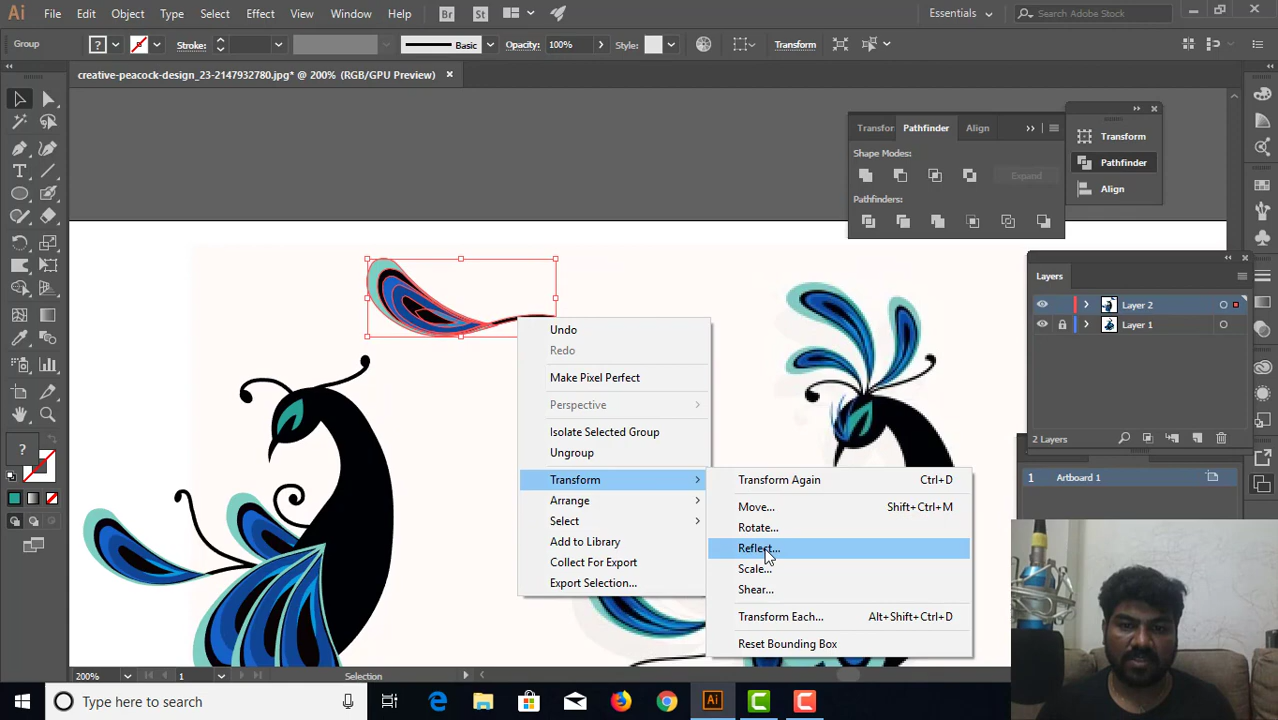 Ai File Edit Object Type Select Effect View Window Help Br St Essentials Search Adobe Stock
Group ? Stroke: Basic Opacity: 100% Style: Transform
creative-peacock-design_23-2147932780.jpg* @ 200% (RGB/GPU Preview)
Transfor Pathfinder Align
Shape Modes:
Expand
Pathfinders:
Transform
Pathfinder
Align
Layers
Layer 2
Layer 1
2 Layers
1 Artboard 1
Undo
Redo
Make Pixel Perfect
Perspective
Isolate Selected Group
Ungroup
Transform
Arrange
Select
Add to Library
Collect For Export
Export Selection...
Transform Again Ctrl+D
Move... Shift+Ctrl+M
Rotate...
Reflect...
Scale...
Shear...
Transform Each... Alt+Shift+Ctrl+D
Reset Bounding Box
?
200% 1 Selection
Type here to search